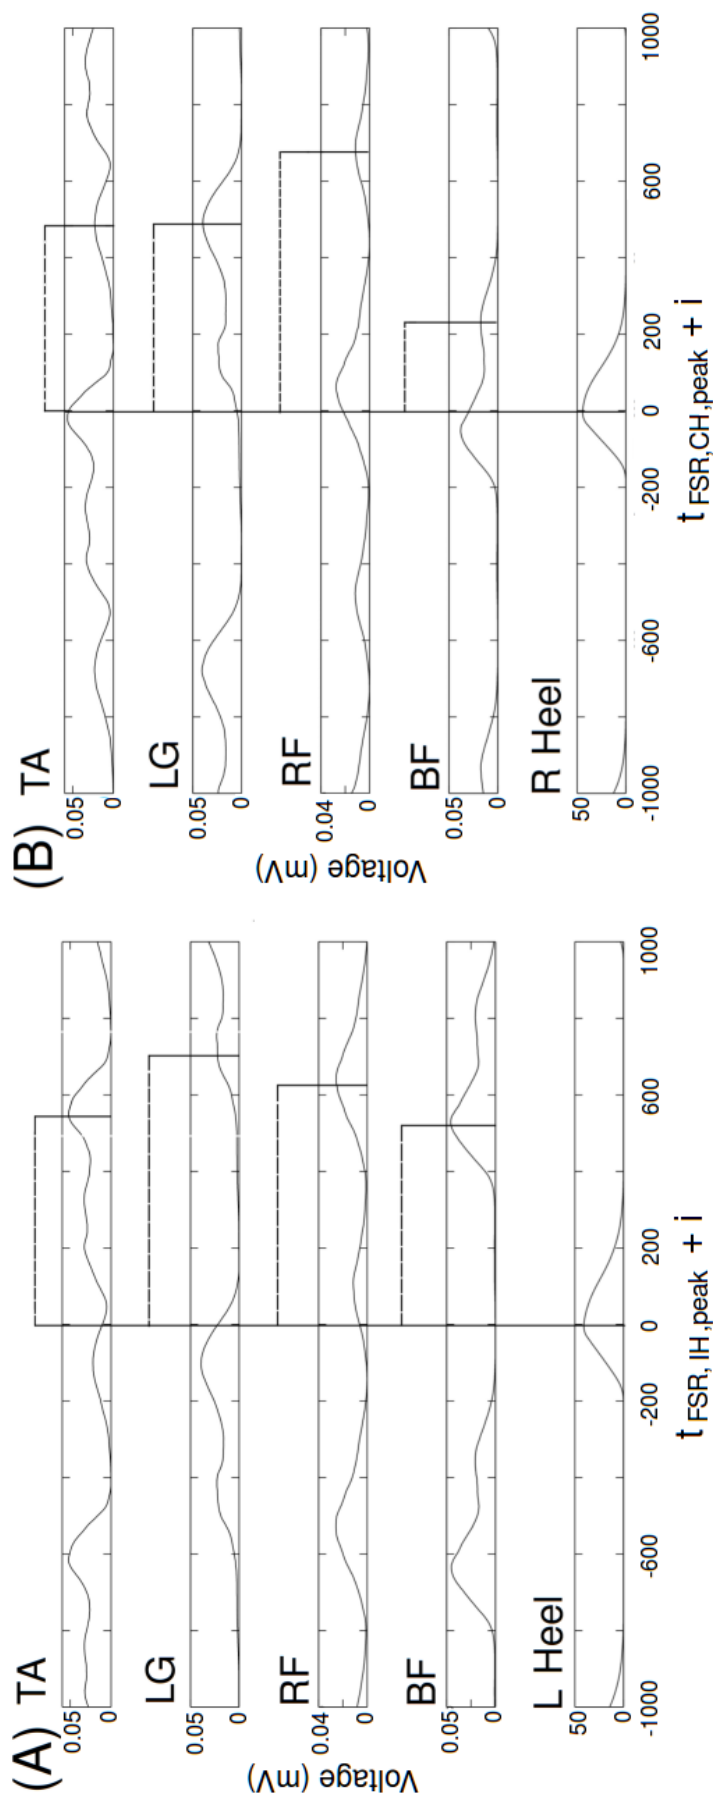 (A) TA
0.05
0
LG
0.05
0
RF
0.04
0
BF
0.05
0
L Heel
50
0
Voltage (mV)
-1000 -600 -200 0 200 600 1000
t FSR, IH,peak + i
(B) TA
0.05
0
LG
0.05
0
RF
0.04
0
BF
0.05
0
R Heel
50
0
Voltage (mV)
-1000 -600 -200 0 200 600 1000
t FSR,CH,peak + i